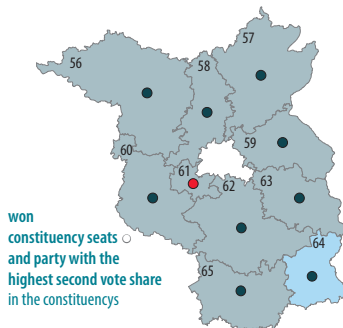 57
56
58
59
60
61
62
63
64
65
won
constituency seats
and party with the
highest second vote share
in the constituencys